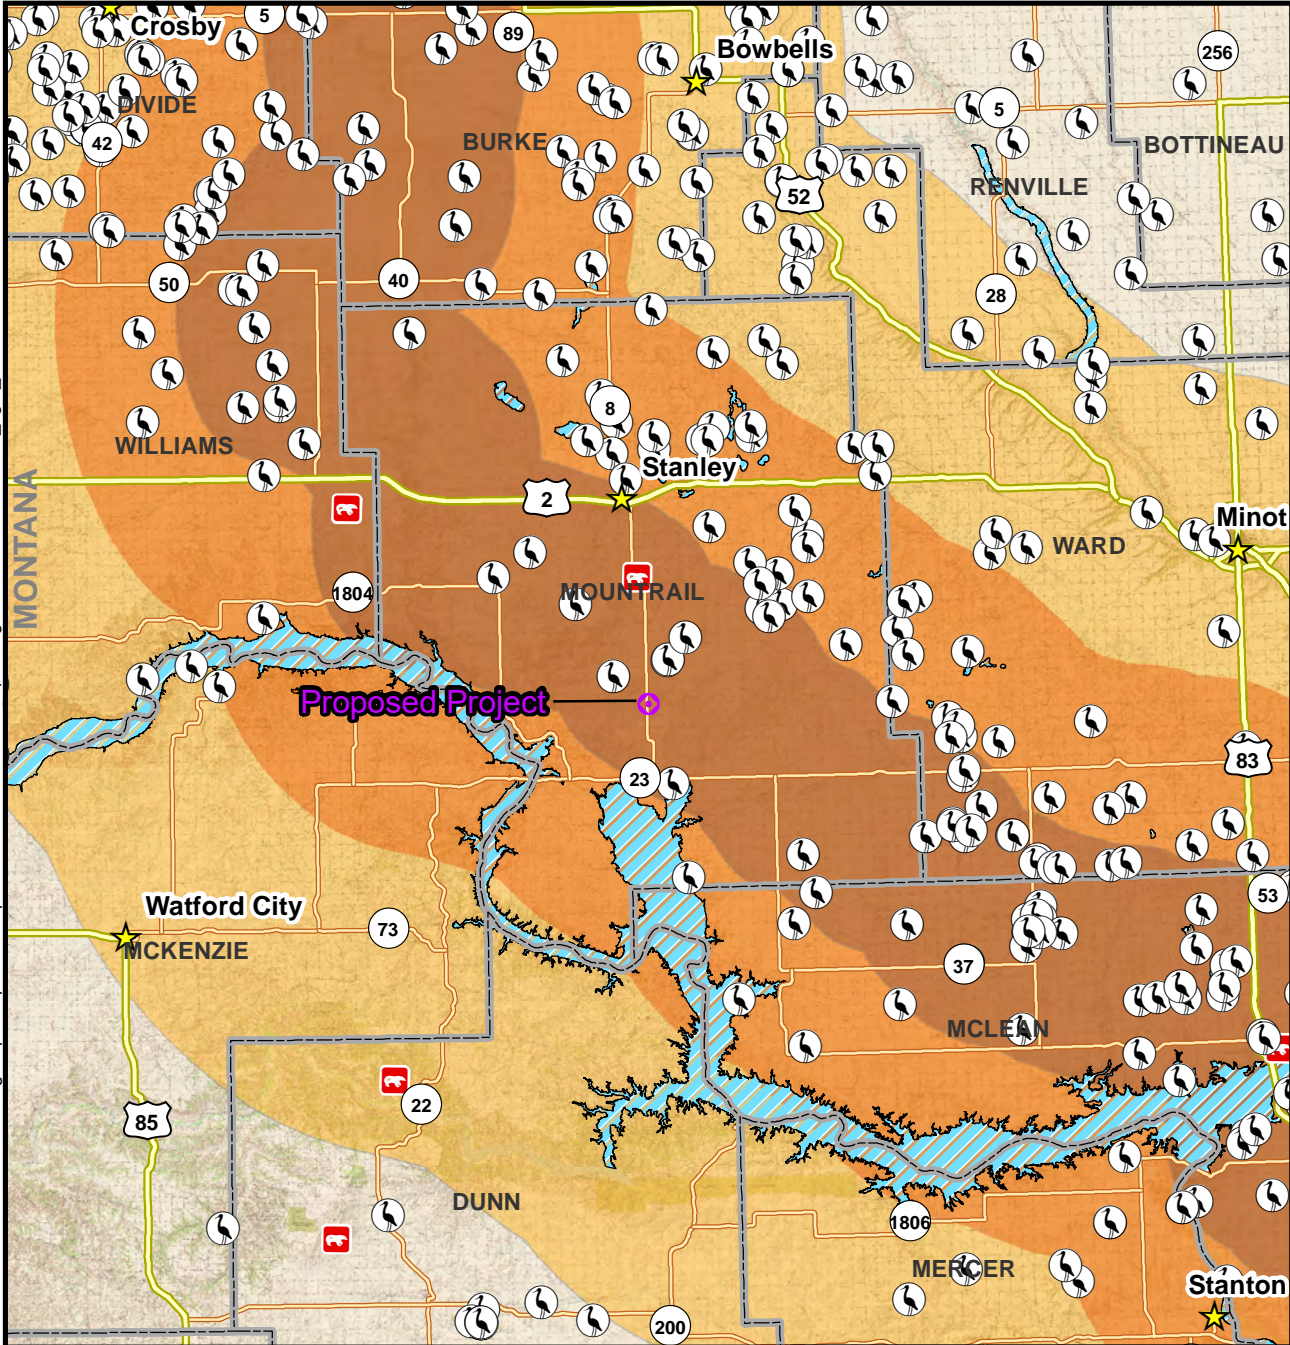 Crosby
5
89
Bowbells
256
DIVIDE
42
BURKE
5
BOTTINEAU
RENVILLE
52
50
40
28
8
WILLIAMS
Stanley
2
MONTANA
Minot
WARD
1804
MOUNTRAIL
Proposed Project
23
83
53
Watford City
73
MCKENZIE
37
MCLEAN
22
85
DUNN
1806
MERCER
Stanton
200